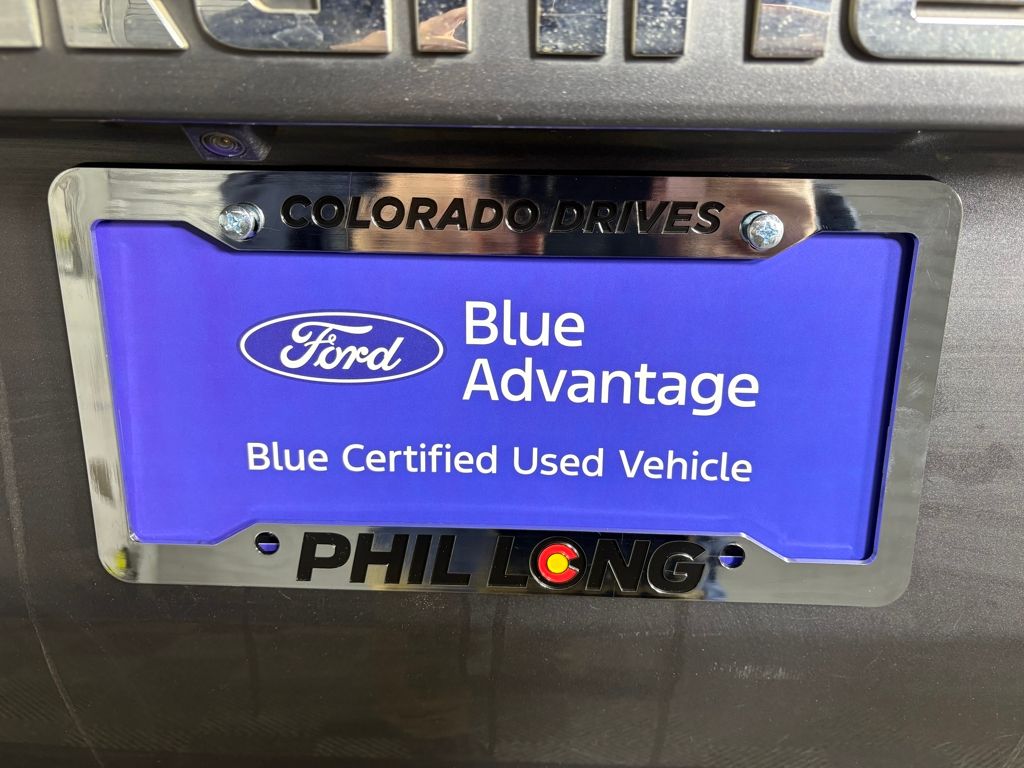 COLORADO DRIVES
Ford
Blue
Advantage
Blue Certified Used Vehicle
PHIL LONG